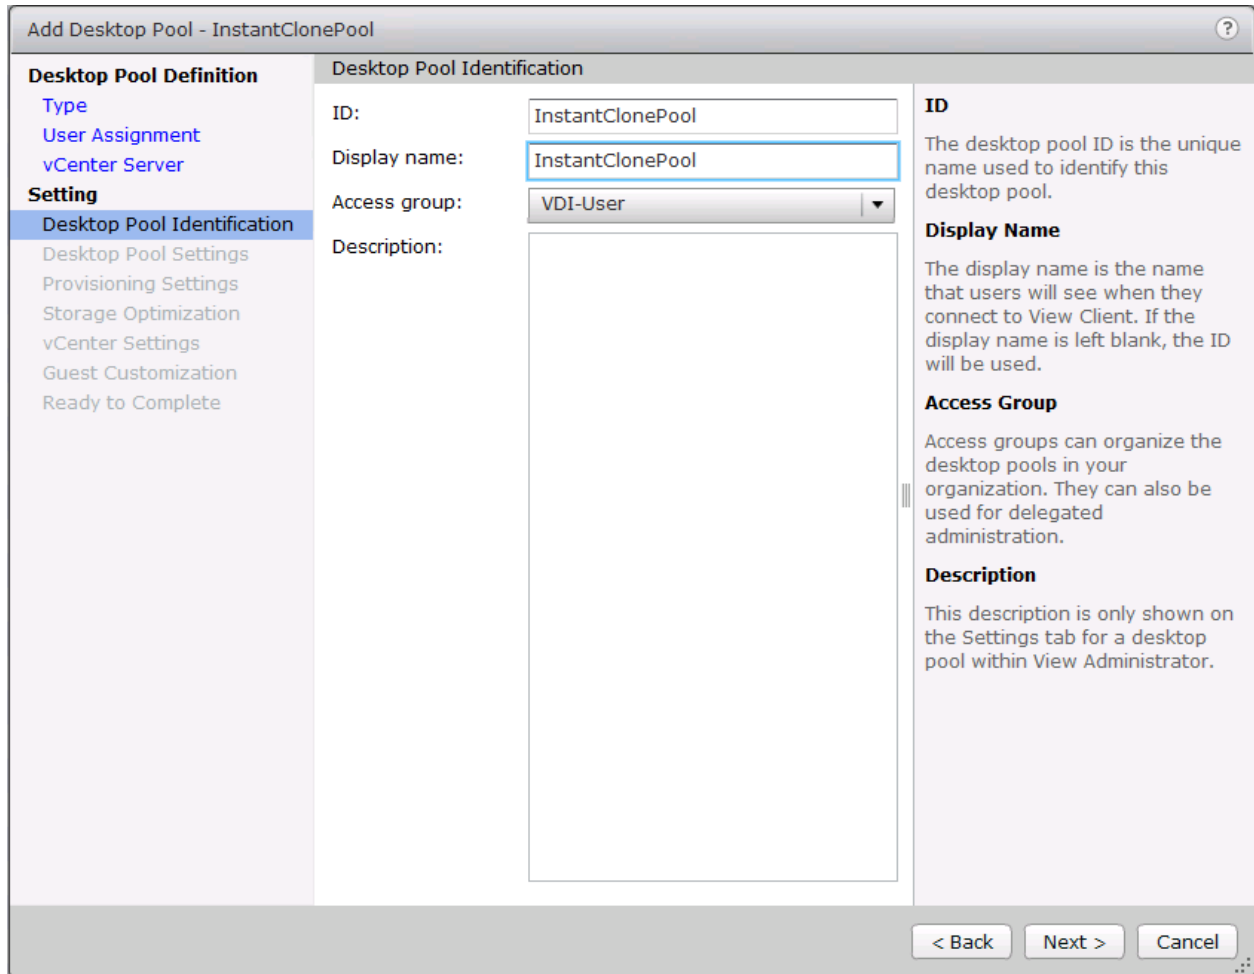 Add Desktop Pool - InstantClonePool
?
Desktop Pool Definition
Type
User Assignment
vCenter Server
Setting
Desktop Pool Identification
Desktop Pool Settings
Provisioning Settings
Storage Optimization
vCenter Settings
Guest Customization
Ready to Complete
Desktop Pool Identification
ID:
InstantClonePool
Display name:
InstantClonePool
Access group:
VDI-User
Description:
ID
The desktop pool ID is the unique
name used to identify this
desktop pool.
Display Name
The display name is the name
that users will see when they
connect to View Client. If the
display name is left blank, the ID
will be used.
Access Group
Access groups can organize the
desktop pools in your
organization. They can also be
used for delegated
administration.
Description
This description is only shown on
the Settings tab for a desktop
pool within View Administrator.
< Back
Next >
Cancel